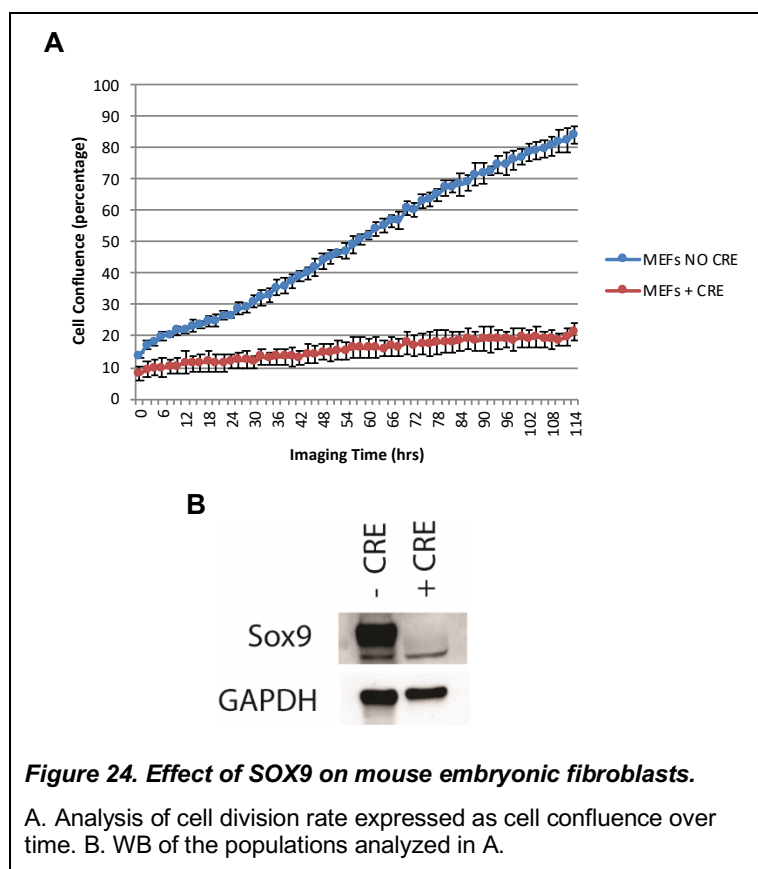 A
100
90
80
70
60
50
40
30
20
10
0
Cell Confluence (percentage)
0
6
12
18
24
30
36
42
48
54
60
66
72
78
84
90
96
102
108
114
Imaging Time (hrs)
MEFs NO CRE
MEFs + CRE
B
- CRE
+ CRE
Sox9
GAPDH
Figure 24. Effect of SOX9 on mouse embryonic fibroblasts.
A. Analysis of cell division rate expressed as cell confluence over
time. B. WB of the populations analyzed in A.